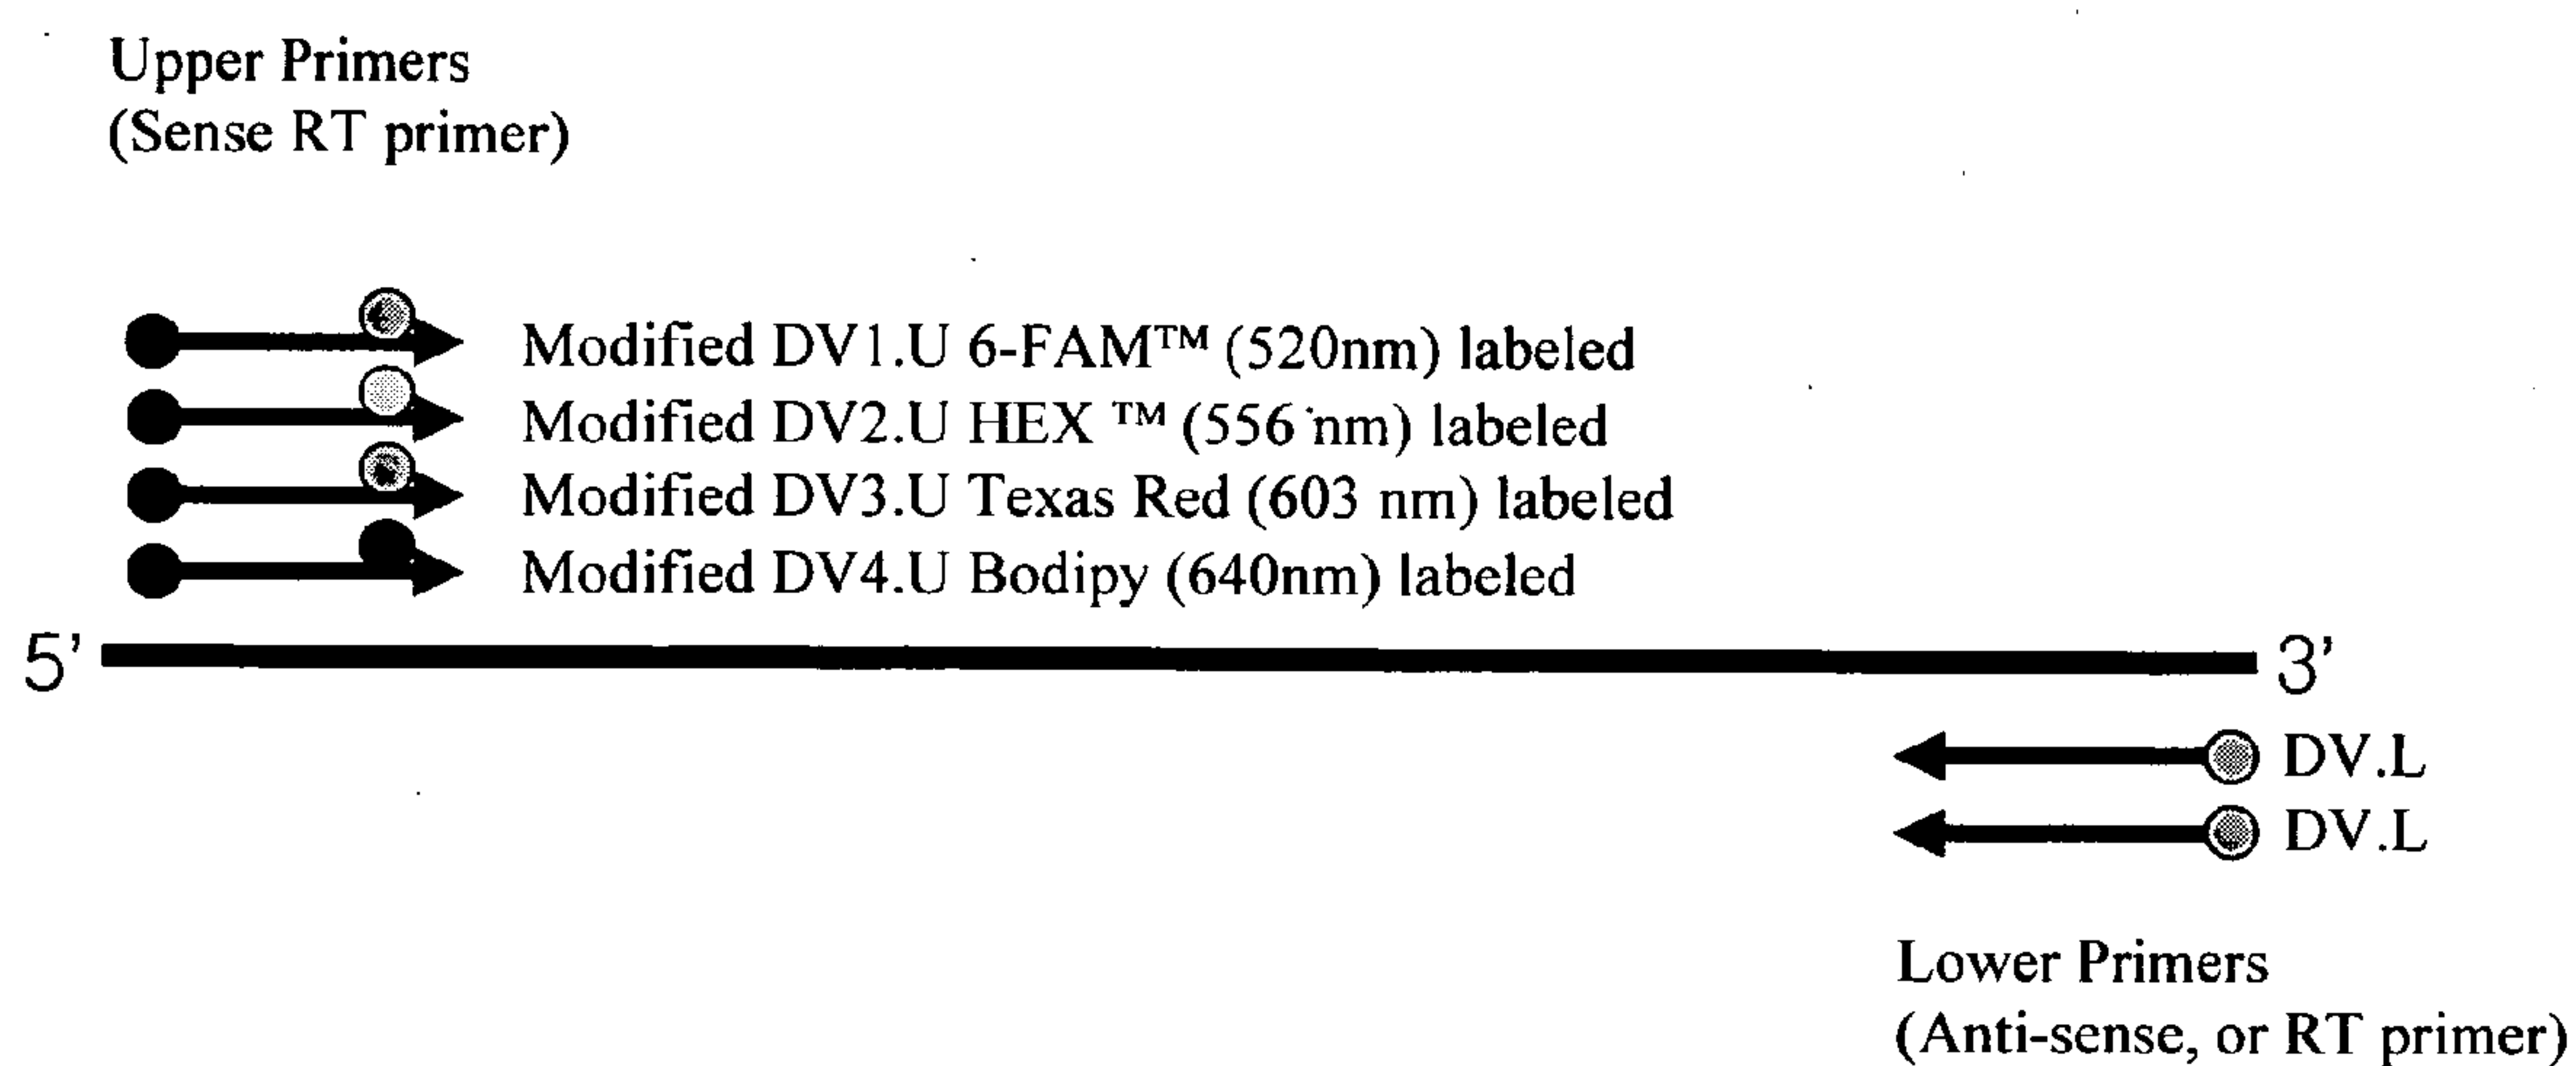 Upper Primers
(Sense RT primer)
Modified DV1.U 6-FAM™ (520nm) labeled
Modified DV2.U HEX ™ (556 nm) labeled
Modified DV3.U Texas Red (603 nm) labeled
Modified DV4.U Bodipy (640nm) labeled
5’ 3’
DV.L
DV.L
Lower Primers
(Anti-sense, or RT primer)